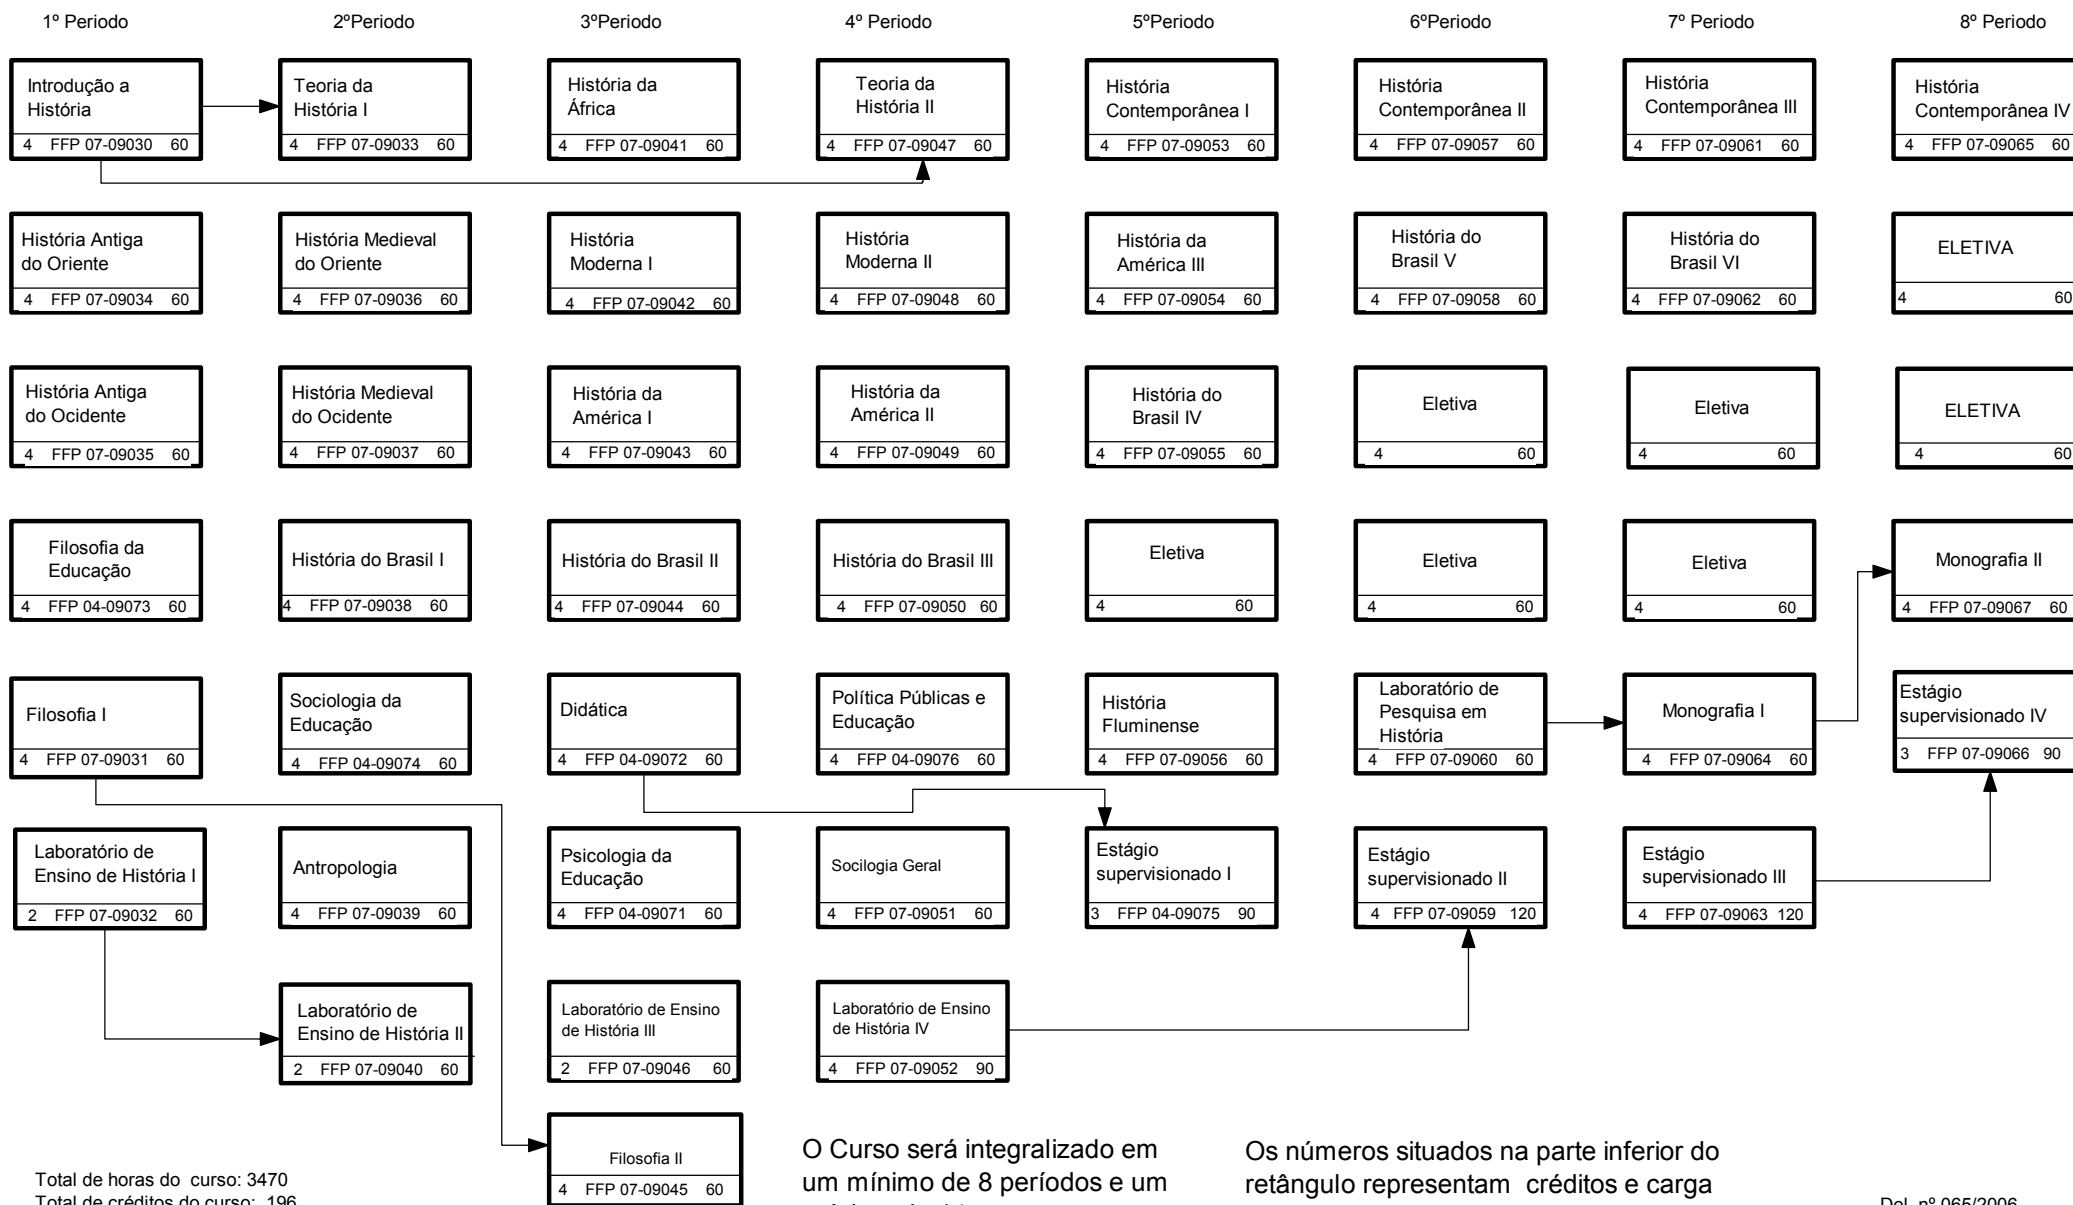 1º Periodo
2ºPeriodo
3ºPeriodo
4º Periodo
5ºPeriodo
6ºPeriodo
7º Periodo
8º Periodo
Introdução a
História
4 FFP 07-09030 60
Teoria da
História I
4 FFP 07-09033 60
História da
África
4 FFP 07-09041 60
Teoria da
História II
4 FFP 07-09047 60
História
Contemporânea I
4 FFP 07-09053 60
História
Contemporânea II
4 FFP 07-09057 60
História
Contemporânea III
4 FFP 07-09061 60
História
Contemporânea IV
4 FFP 07-09065 60
História Antiga
do Oriente
4 FFP 07-09034 60
História Medieval
do Oriente
4 FFP 07-09036 60
História
Moderna I
4 FFP 07-09042 60
História
Moderna II
4 FFP 07-09048 60
História da
América III
4 FFP 07-09054 60
História do
Brasil V
4 FFP 07-09058 60
História do
Brasil VI
4 FFP 07-09062 60
ELETIVA
4 60
História Antiga
do Ocidente
4 FFP 07-09035 60
História Medieval
do Ocidente
4 FFP 07-09037 60
História da
América I
4 FFP 07-09043 60
História da
América II
4 FFP 07-09049 60
História do
Brasil IV
4 FFP 07-09055 60
Eletiva
4 60
Eletiva
4 60
ELETIVA
4 60
Filosofia da
Educação
4 FFP 04-09073 60
História do Brasil I
4 FFP 07-09038 60
História do Brasil II
4 FFP 07-09044 60
História do Brasil III
4 FFP 07-09050 60
Eletiva
4 60
Eletiva
4 60
Eletiva
4 60
Monografia II
4 FFP 07-09067 60
Filosofia I
4 FFP 07-09031 60
Sociologia da
Educação
4 FFP 04-09074 60
Didática
4 FFP 04-09072 60
Política Públicas e
Educação
4 FFP 04-09076 60
História
Fluminense
4 FFP 07-09056 60
Laboratório de
Pesquisa em
História
4 FFP 07-09060 60
Monografia I
4 FFP 07-09064 60
Estágio
supervisionado IV
3 FFP 07-09066 90
Laboratório de
Ensino de História I
2 FFP 07-09032 60
Antropologia
4 FFP 07-09039 60
Psicologia da
Educação
4 FFP 04-09071 60
Socilogia Geral
4 FFP 07-09051 60
Estágio
supervisionado I
3 FFP 04-09075 90
Estágio
supervisionado II
4 FFP 07-09059 120
Estágio
supervisionado III
4 FFP 07-09063 120
Laboratório de
Ensino de História II
2 FFP 07-09040 60
Laboratório de Ensino
de História III
2 FFP 07-09046 60
Laboratório de Ensino
de História IV
4 FFP 07-09052 90
Filosofia II
4 FFP 07-09045 60
Total de horas do curso: 3470
Total de créditos do curso: 196
O Curso será integralizado em
um mínimo de 8 períodos e um
Os números situados na parte inferior do
retângulo representam créditos e carga
Del. nº 065/2006